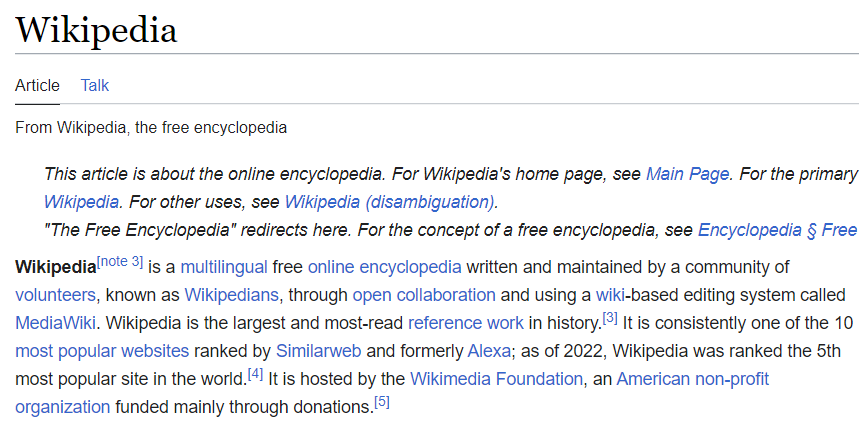 Wikipedia
Article Talk
From Wikipedia, the free encyclopedia
This article is about the online encyclopedia. For Wikipedia's home page, see Main Page. For the primary
Wikipedia. For other uses, see Wikipedia (disambiguation).
"The Free Encyclopedia" redirects here. For the concept of a free encyclopedia, see Encyclopedia § Free
Wikipedia[note 3] is a multilingual free online encyclopedia written and maintained by a community of
volunteers, known as Wikipedians, through open collaboration and using a wiki-based editing system called
MediaWiki. Wikipedia is the largest and most-read reference work in history.[3] It is consistently one of the 10
most popular websites ranked by Similarweb and formerly Alexa; as of 2022, Wikipedia was ranked the 5th
most popular site in the world.[4] It is hosted by the Wikimedia Foundation, an American non-profit
organization funded mainly through donations.[5]